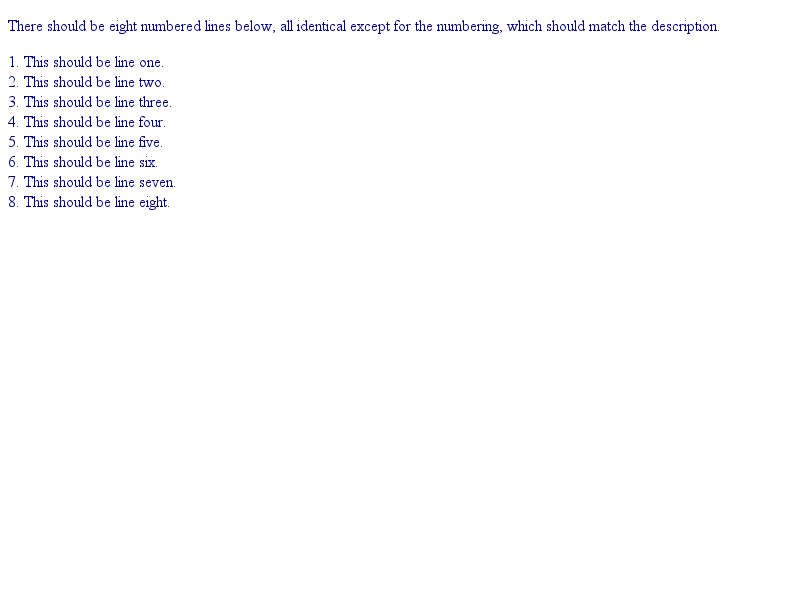 There should be eight numbered lines below, all identical except for the numbering, which should match the description.
1. This should be line one.
2. This should be line two.
3. This should be line three.
4. This should be line four.
5. This should be line five.
6. This should be line six.
7. This should be line seven.
8. This should be line eight.